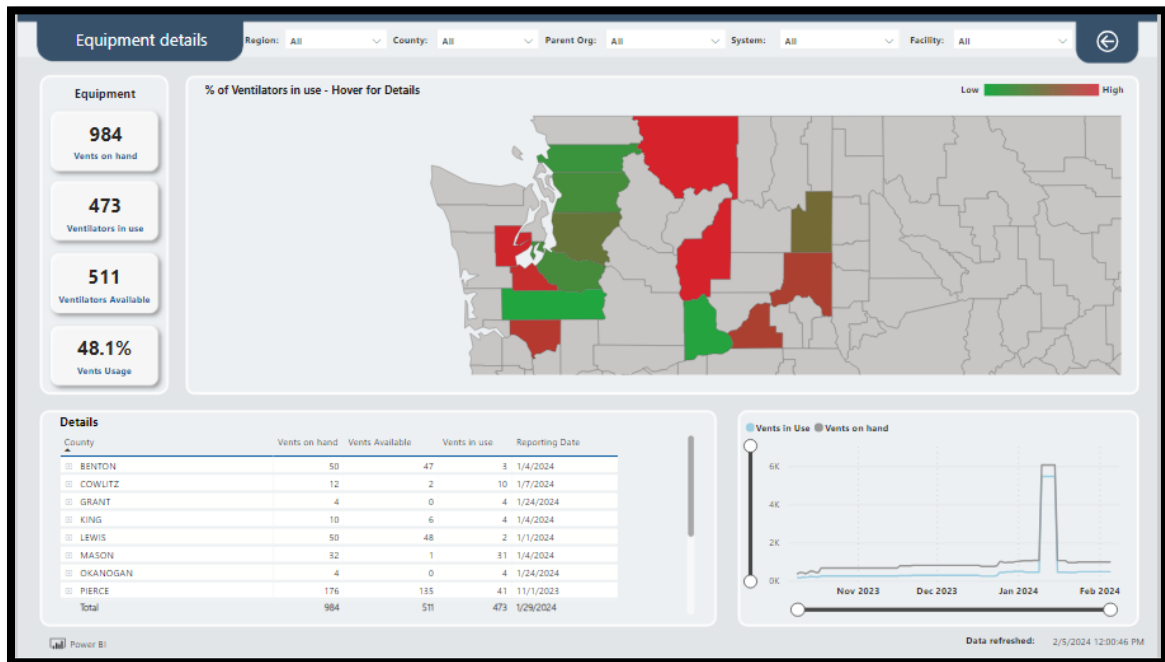 Equipment details
Region: All County: All Parent Org: All System: All Facility: All
Equipment
984
Vents on hand
473
Ventilators in use
511
Ventilators Available
48.1%
Vents Usage
% of Ventilators in use - Hover for Details
Low High
Details
County Vents on hand Vents Available Vents in use Reporting Date
BENTON 50 47 3 1/4/2024
COWLITZ 12 2 10 1/7/2024
GRANT 4 0 4 1/24/2024
KING 10 6 4 1/4/2024
LEWIS 50 48 2 1/1/2024
MASON 32 1 31 1/4/2024
OKANOGAN 4 0 4 1/24/2024
PIERCE 176 135 41 11/1/2023
Total 984 511 473 1/29/2024
Vents in Use Vents on hand
6K
4K
2K
0K
Nov 2023 Dec 2023 Jan 2024 Feb 2024
Power BI
Data refreshed: 2/5/2024 12:00:46 PM